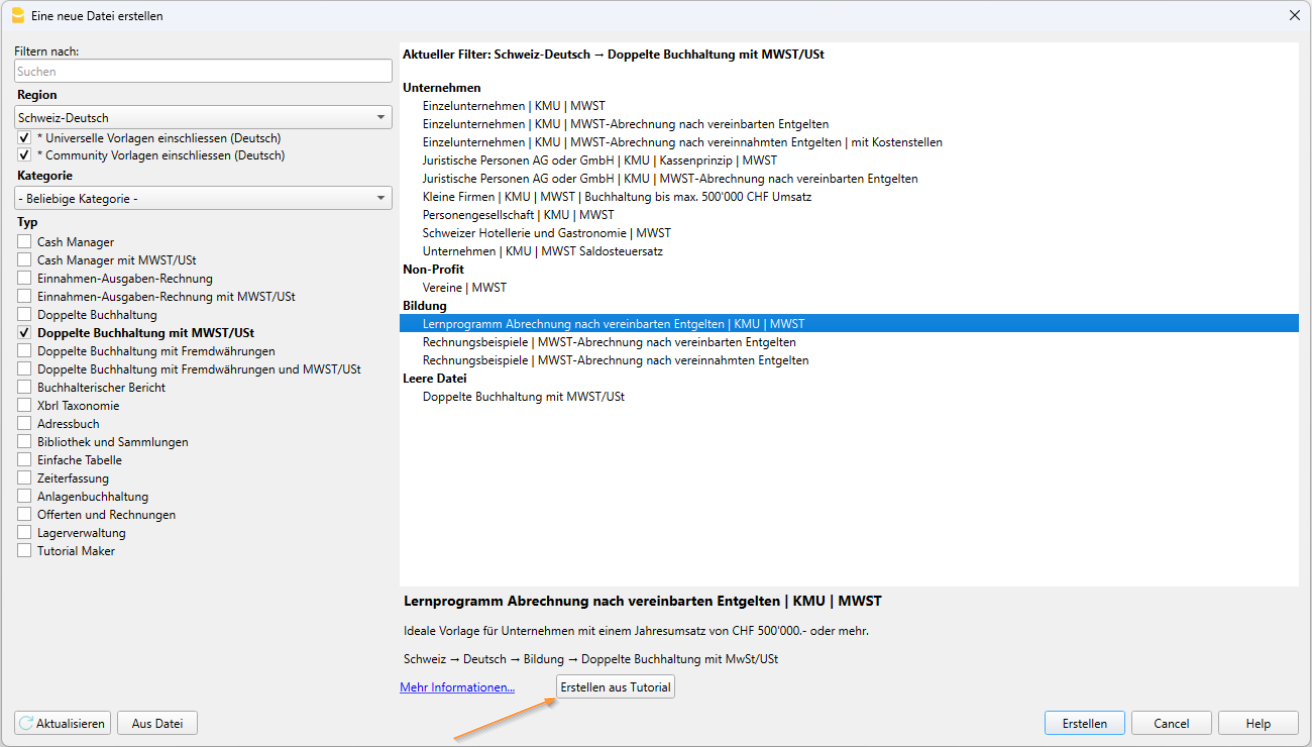 Eine neue Datei erstellen
Filtern nach:
Suchen
Region
Schweiz-Deutsch
* Universelle Vorlagen einschliessen (Deutsch)
* Community Vorlagen einschliessen (Deutsch)
Kategorie
- Beliebige Kategorie -
Typ
Cash Manager
Cash Manager mit MWST/USt
Einnahmen-Ausgaben-Rechnung
Einnahmen-Ausgaben-Rechnung mit MWST/USt
Doppelte Buchhaltung
Doppelte Buchhaltung mit MWST/USt
Doppelte Buchhaltung mit Fremdwährungen
Doppelte Buchhaltung mit Fremdwährungen und MWST/USt
Buchhalterischer Bericht
Xbrl Taxonomie
Adressbuch
Bibliothek und Sammlungen
Einfache Tabelle
Zeiterfassung
Anlagenbuchhaltung
Offerten und Rechnungen
Lagerverwaltung
Tutorial Maker
Aktueller Filter: Schweiz-Deutsch → Doppelte Buchhaltung mit MWST/USt
Unternehmen
Einzelunternehmen | KMU | MWST
Einzelunternehmen | KMU | MWST-Abrechnung nach vereinbarten Entgelten
Einzelunternehmen | KMU | MWST-Abrechnung nach vereinnahmten Entgelten | mit Kostenstellen
Juristische Personen AG oder GmbH | KMU | Kassenprinzip | MWST
Juristische Personen AG oder GmbH | KMU | MWST-Abrechnung nach vereinbarten Entgelten
Kleine Firmen | KMU | MWST | Buchhaltung bis max. 500'000 CHF Umsatz
Personengesellschaft | KMU | MWST
Schweizer Hotellerie und Gastronomie | MWST
Unternehmen | KMU | MWST Saldosteuersatz
Non-Profit
Vereine | MWST
Bildung
Lernprogramm Abrechnung nach vereinbarten Entgelten | KMU | MWST
Rechnungsbeispiele | MWST-Abrechnung nach vereinbarten Entgelten
Rechnungsbeispiele | MWST-Abrechnung nach vereinnahmten Entgelten
Leere Datei
Doppelte Buchhaltung mit MWST/USt
Lernprogramm Abrechnung nach vereinbarten Entgelten | KMU | MWST
Ideale Vorlage für Unternehmen mit einem Jahresumsatz von CHF 500'000.- oder mehr.
Schweiz → Deutsch → Bildung → Doppelte Buchhaltung mit MwSt/USt
Mehr Informationen...
Erstellen aus Tutorial
Aktualisieren
Aus Datei
Erstellen
Cancel
Help